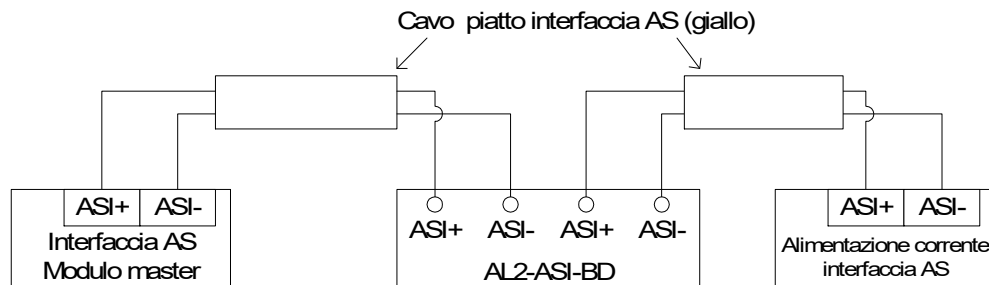 Cavo piatto interfaccia AS (giallo)
ASI+ ASI-
Interfaccia AS
Modulo master
ASI+ ASI- ASI+ ASI-
AL2-ASI-BD
ASI+ ASI-
Alimentazione corrente
interfaccia AS